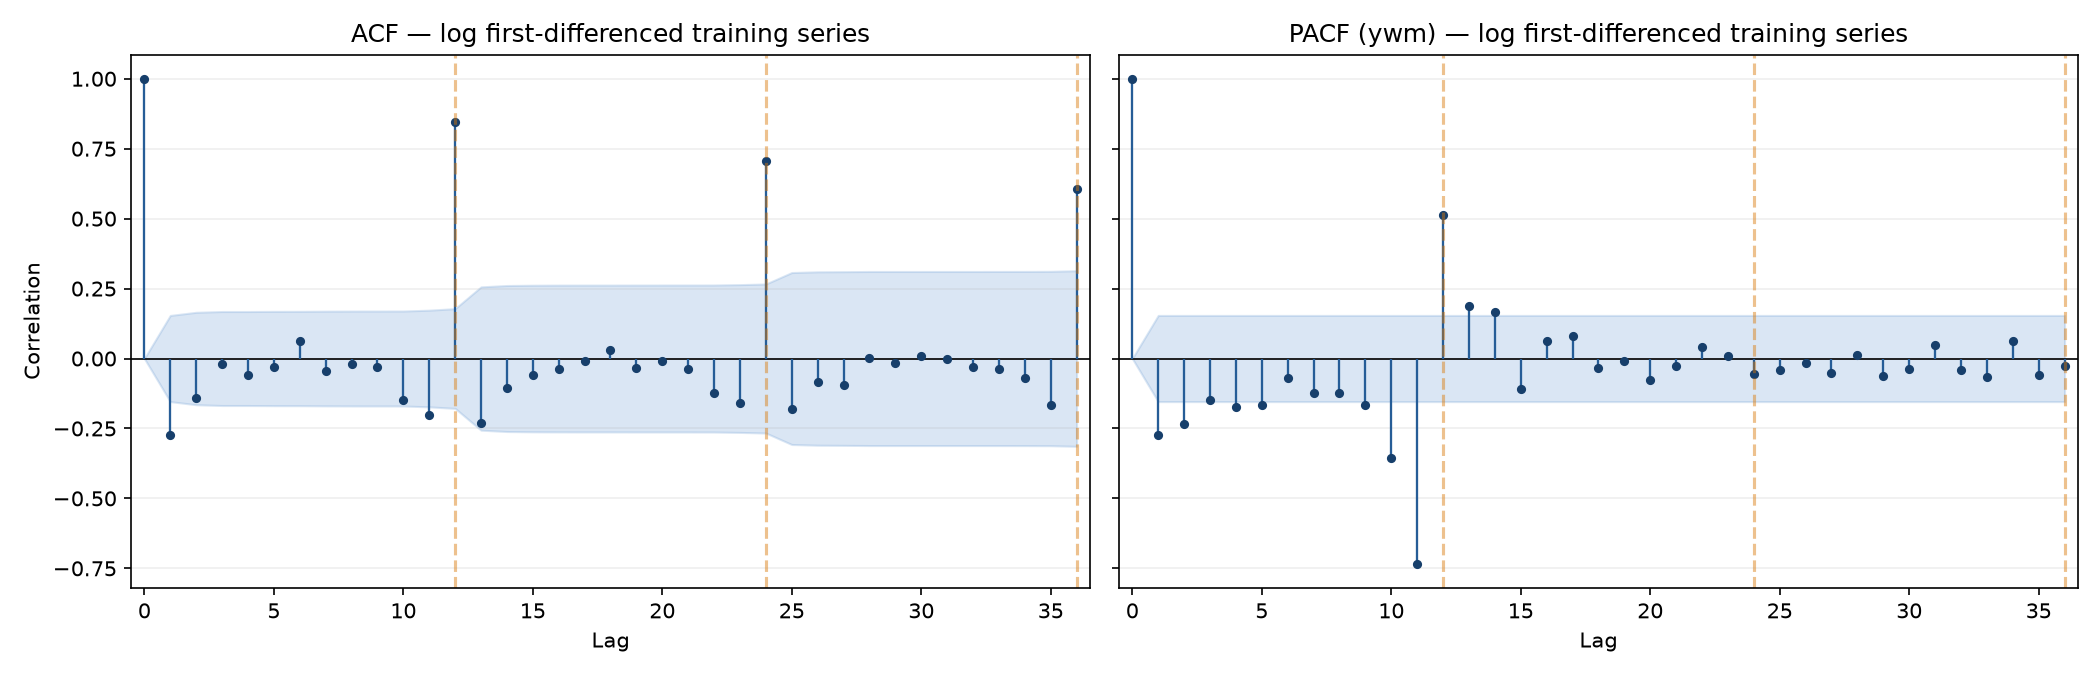 ACF — log first-differenced training series
PACF (ywm) — log first-differenced training series
Correlation
1.00
0.75
0.50
0.25
0.00
−0.25
−0.50
−0.75
0 5 10 15 20 25 30 35
0 5 10 15 20 25 30 35
Lag
Lag